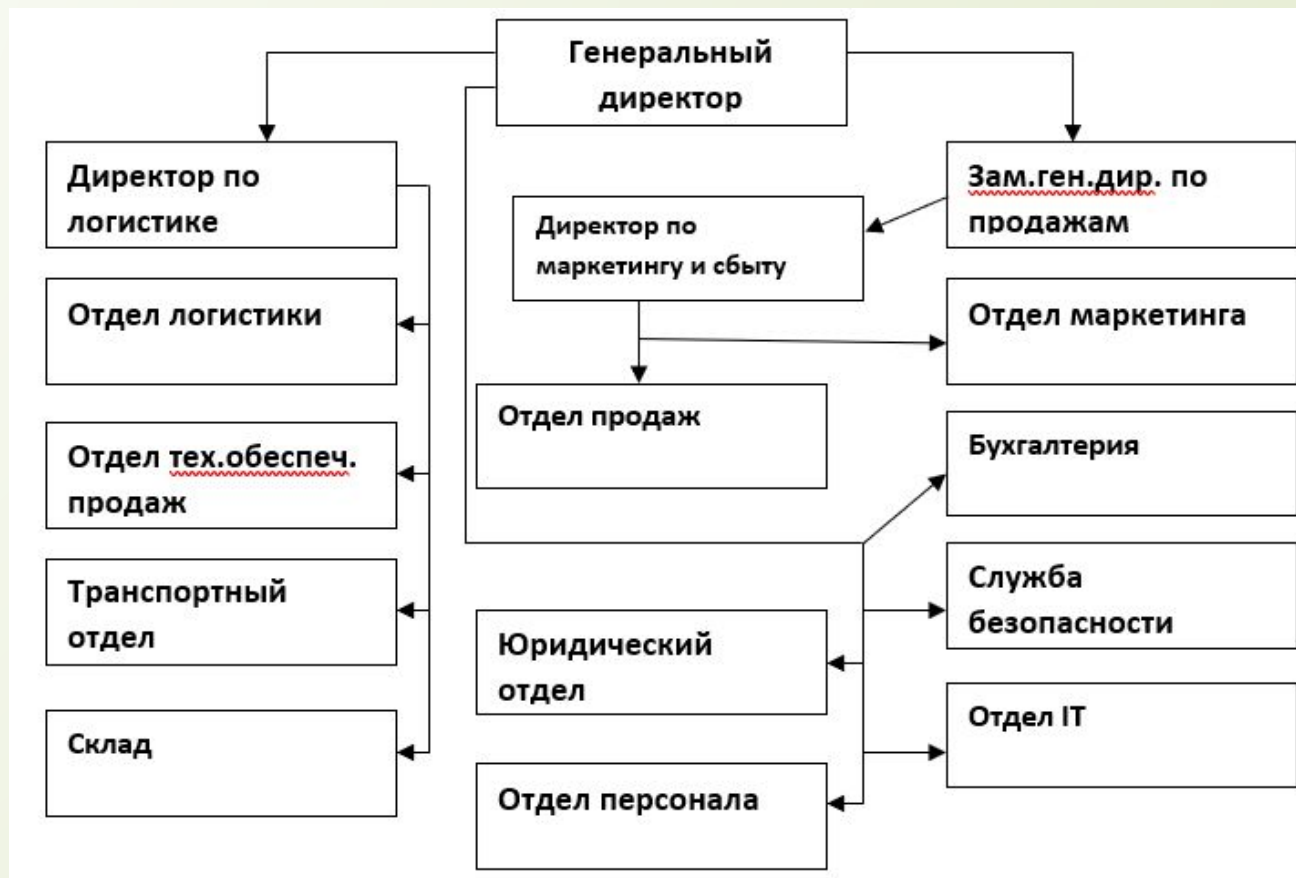 Генеральный
директор
Директор по
логистике
Зам.ген.дир. по
продажам
Директор по
маркетингу и сбыту
Отдел логистики
Отдел маркетинга
Отдел продаж
Бухгалтерия
Отдел тех.обеспеч.
продаж
Служба
безопасности
Транспортный
отдел
Юридический
отдел
Отдел IT
Склад
Отдел персонала